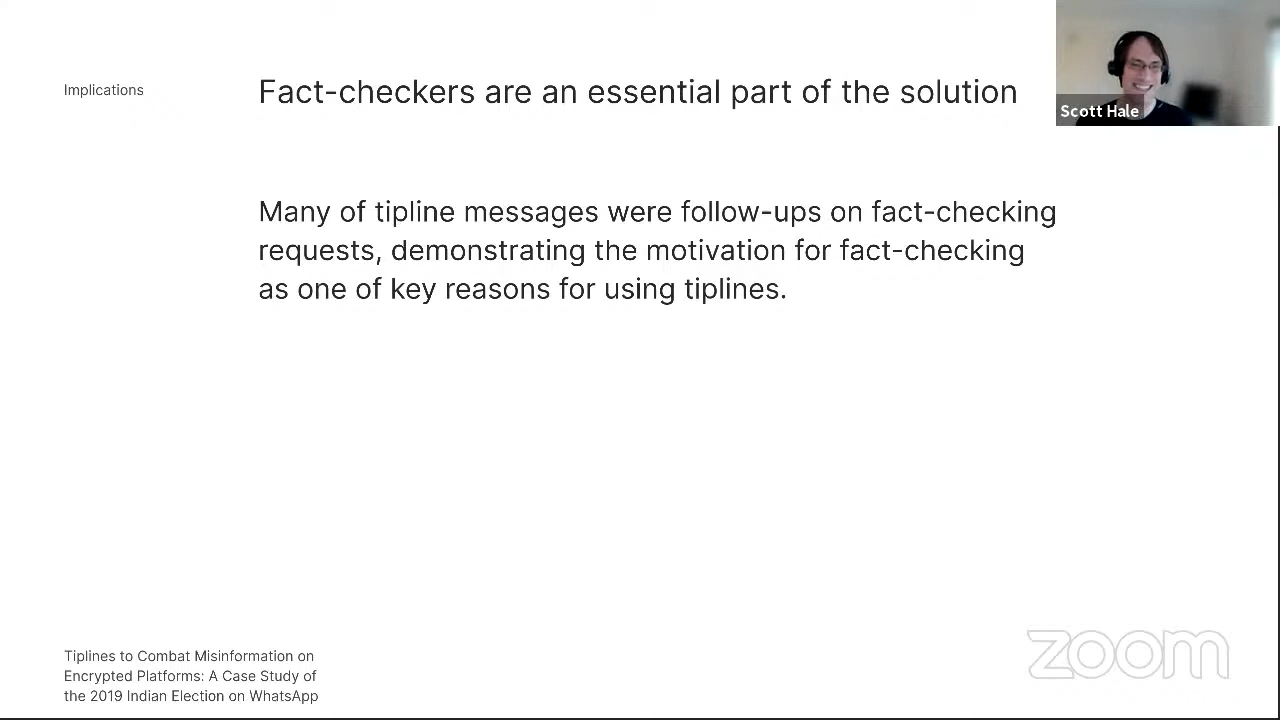 Implications
Fact-checkers are an essential part of the solution
Scott Hale
Many of tipline messages were follow-ups on fact-checking
requests, demonstrating the motivation for fact-checking
as one of key reasons for using tiplines.
Tiplines to Combat Misinformation on
Encrypted Platforms: A Case Study of
the 2019 Indian Election on WhatsApp
zoom